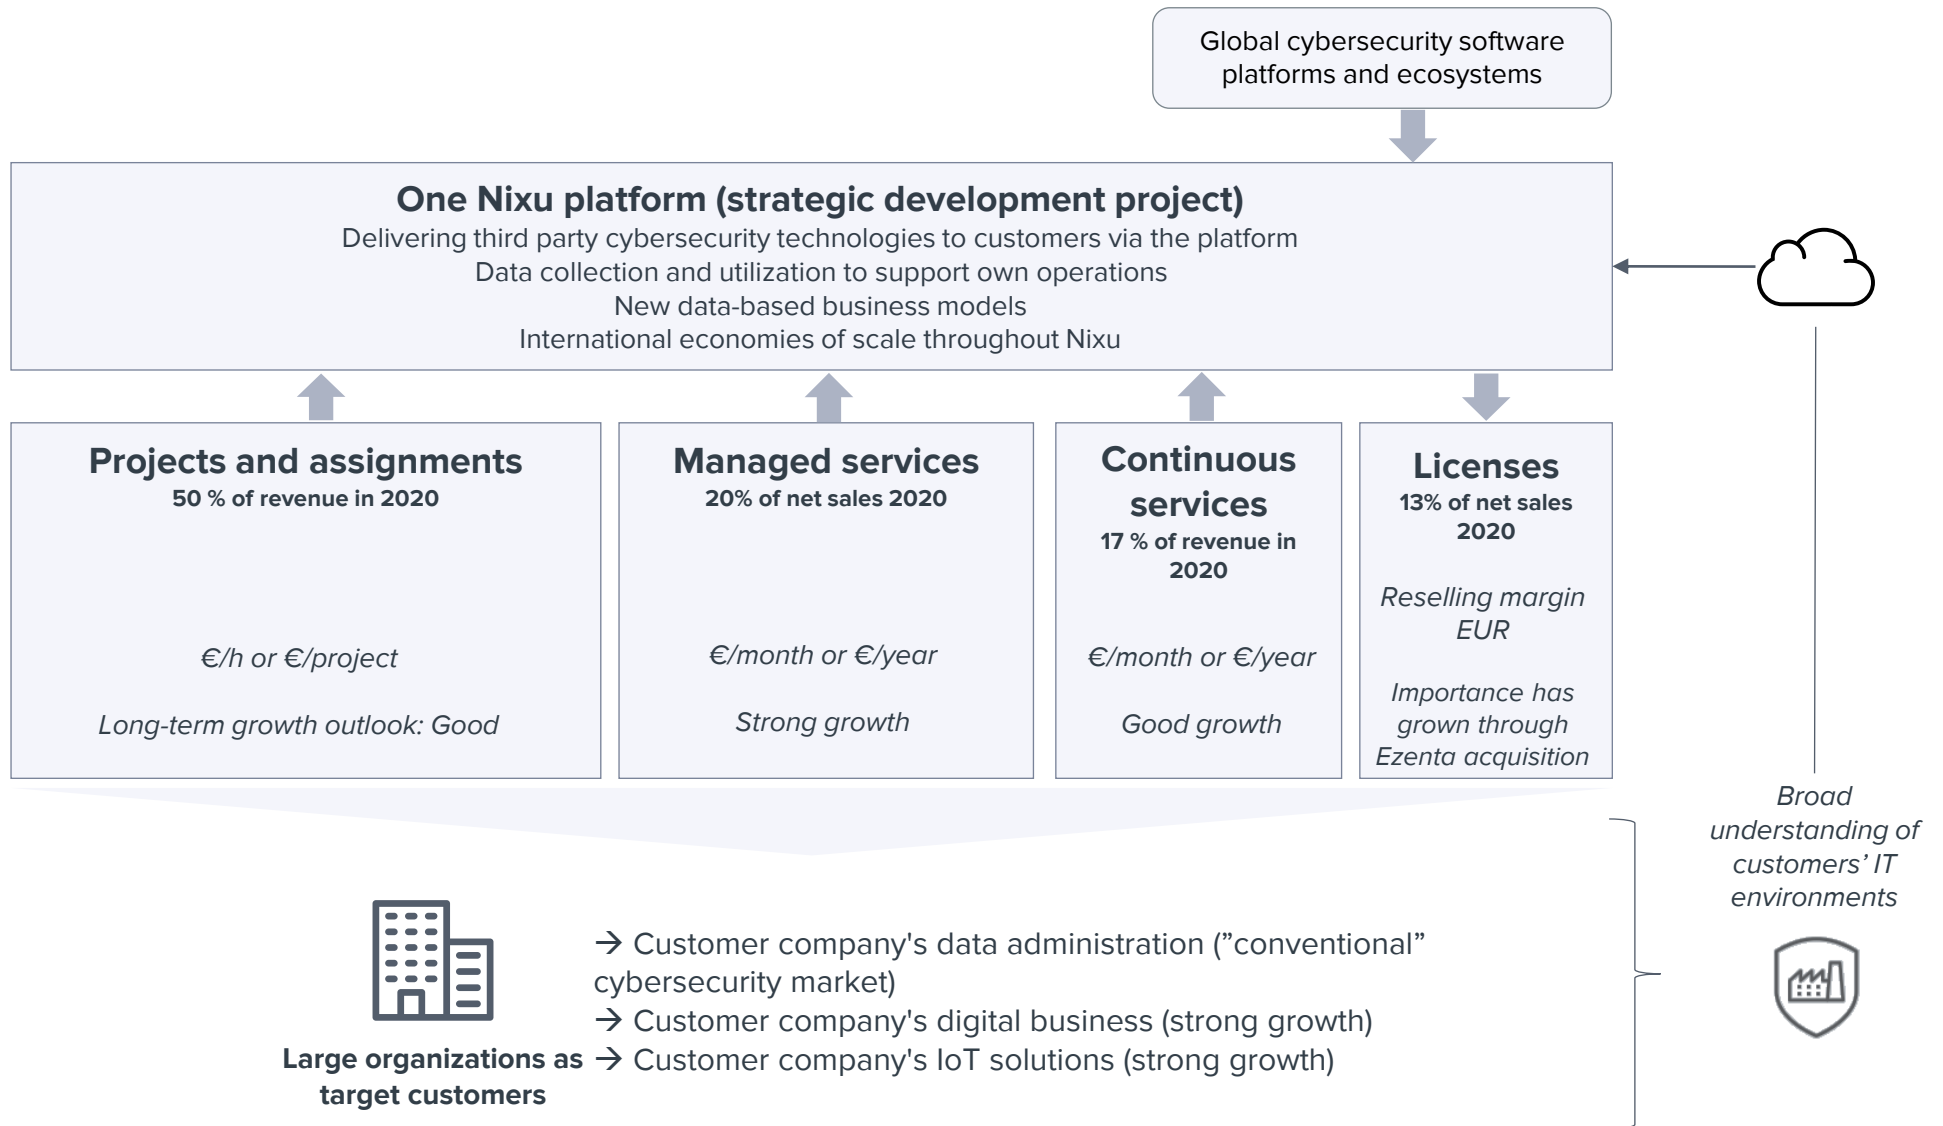 Global cybersecurity software
platforms and ecosystems
One Nixu platform (strategic development project)
Delivering third party cybersecurity technologies to customers via the platform
Data collection and utilization to support own operations
New data-based business models
International economies of scale throughout Nixu
Projects and assignments
50 % of revenue in 2020
€/h or €/project
Long-term growth outlook: Good
Managed services
20% of net sales 2020
€/month or €/year
Strong growth
Continuous
services
17 % of revenue in
2020
€/month or €/year
Good growth
Licenses
13% of net sales
2020
Reselling margin
EUR
Importance has
grown through
Ezenta acquisition
Broad
understanding of
customers’ IT
environments
Large organizations as
target customers
→ Customer company's data administration (”conventional”
cybersecurity market)
→ Customer company's digital business (strong growth)
→ Customer company's IoT solutions (strong growth)